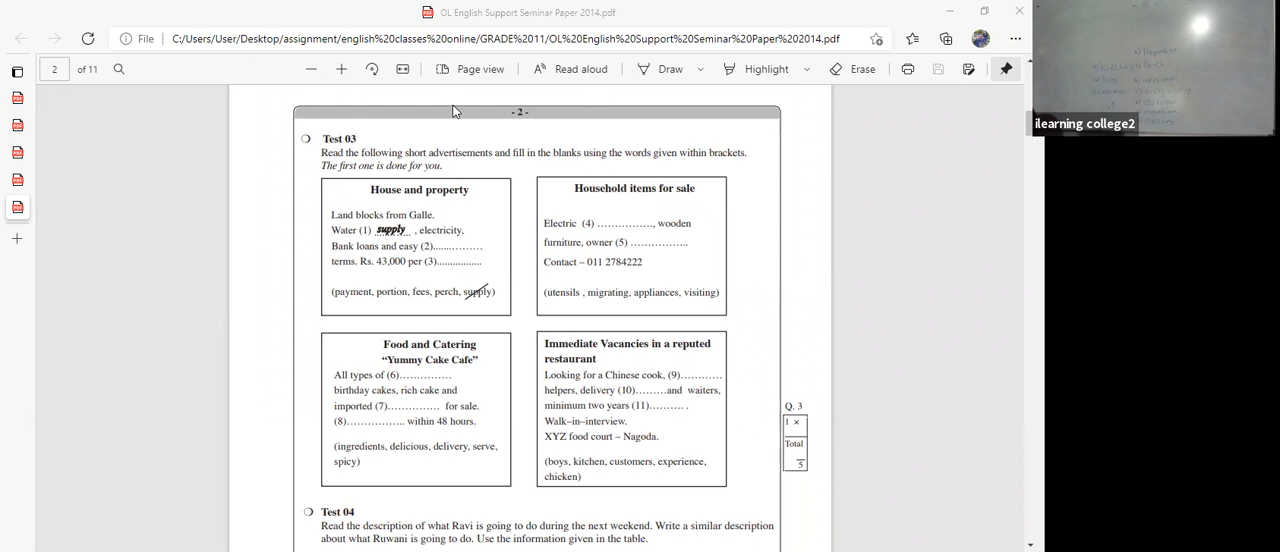 OL English Support Seminar Paper 2014.pdf
File C:/Users/User/Desktop/assignment/english%20classes%20online/GRADE%2011/OL%20English%20Support%20Seminar%20Paper%202014.pdf
2 of 11 Page view Read aloud Draw Highlight Erase
ilearning college2
- 2 -
Test 03
Read the following short advertisements and fill in the blanks using the words given within brackets.
The first one is done for you.
House and property
Land blocks from Galle.
Water (1) supply , electricity,
Bank loans and easy (2)...............
terms. Rs. 43,000 per (3)................
(payment, portion, fees, perch, supply)
Household items for sale
Electric (4) ……………., wooden
furniture, owner (5) ……………..
Contact – 011 2784222
(utensils , migrating, appliances, visiting)
Food and Catering
“Yummy Cake Cafe”
All types of (6)……………
birthday cakes, rich cake and
imported (7)…………… for sale.
(8)…………….. within 48 hours.
(ingredients, delicious, delivery, serve,
spicy)
Immediate Vacancies in a reputed
restaurant
Looking for a Chinese cook, (9)…………
helpers, delivery (10)………and waiters,
minimum two years (11)………. .
Walk–in–interview.
XYZ food court – Nagoda.
(boys, kitchen, customers, experience,
chicken)
Q. 3
1 ×
Total
5
Test 04
Read the description of what Ravi is going to do during the next weekend. Write a similar description
about what Ruwani is going to do. Use the information given in the table.